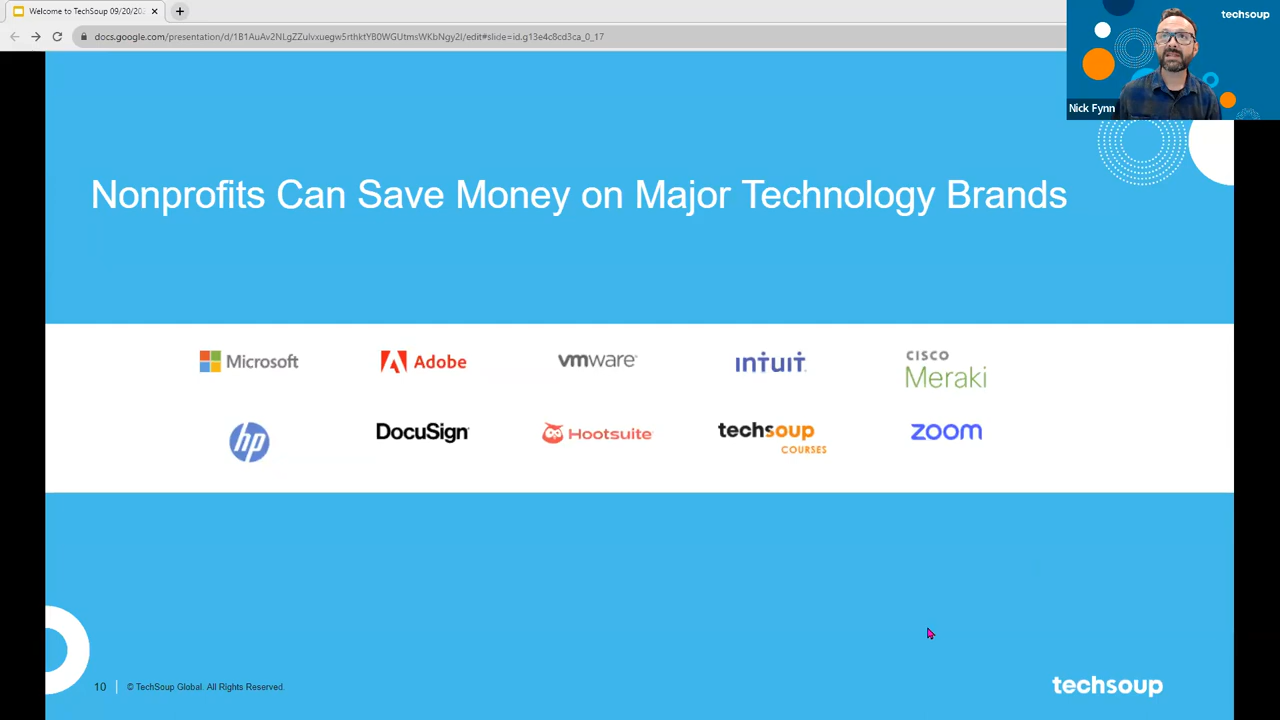 Welcome to TechSoup 09/20/20
docs.google.com/presentation/d/1B1AuAv2NLgZZulvxuegw5rthktYB0WGUtmsWKbNgy2I/edit#slide=id.g13e4c8cd3ca_0_17
techsoup
Nick Fynn
Nonprofits Can Save Money on Major Technology Brands
Microsoft
Adobe
vmware
intuit
CISCO
Meraki
hp
DocuSign
Hootsuite
techsoup
COURSES
zoom
10
© TechSoup Global. All Rights Reserved.
techsoup